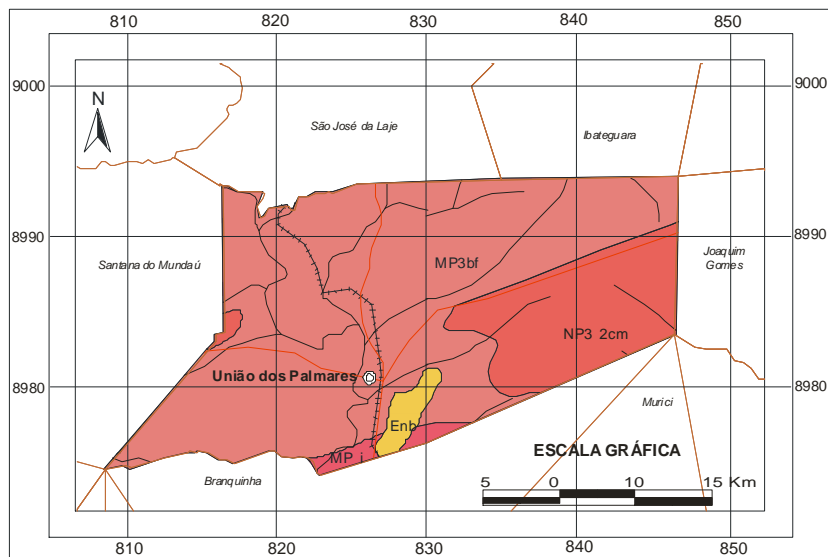 810 820 830 840 850
9000 9000
N
São José da Laje
Ibateguara
8990 8990
Santana do Mundaú
MP3bf
Joaquim
Gomes
NP3 2cm
União dos Palmares
8980 8980
Murici
Enb
ESCALA GRÁFICA
MP i
Branquinha
5 0 10 15 Km
810 820 830 840 850